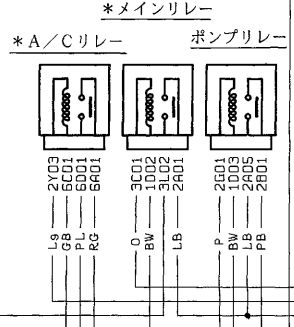 *メインリレー
*A/Cリレー
ポンプリレー
2Y03
6C01
6D01
6A01
3C01
1D02
3L02
2A01
2G01
1D03
2A05
2B01
Lg
GB
PL
RG
O
BW
LB
P
BW
LB
PB